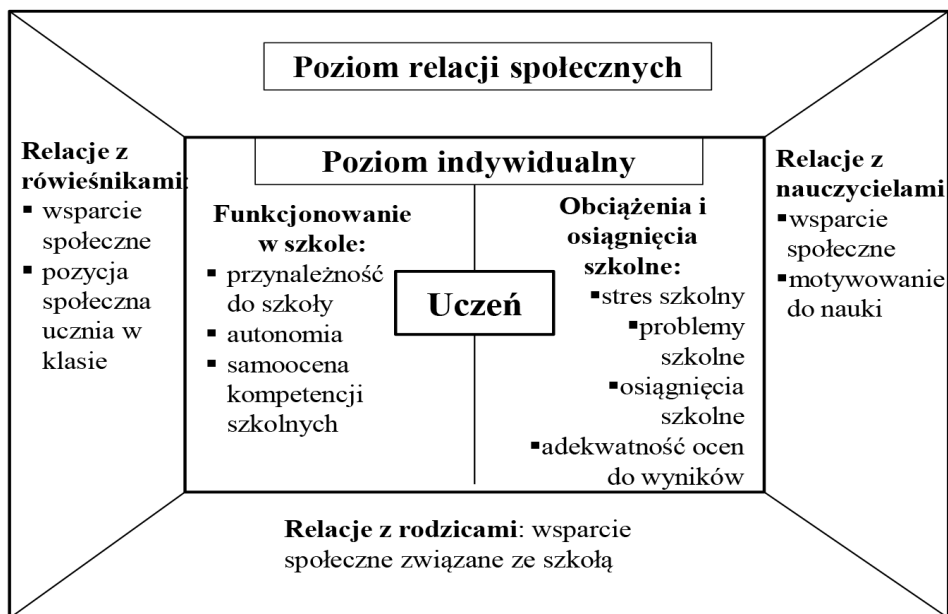 Poziom relacji społecznych
Relacje z
rówieśnikami:
▪ wsparcie
społeczne
▪ pozycja
społeczna
ucznia w
klasie
Poziom indywidualny
Funkcjonowanie
w szkole:
▪ przynależność
do szkoły
▪ autonomia
▪ samoocena
kompetencji
szkolnych
Uczeń
Obciążenia i
osiągnięcia
szkolne:
▪stres szkolny
▪problemy
szkolne
▪osiągnięcia
szkolne
▪adekwatność ocen
do wyników
Relacje z
nauczycielami:
▪wsparcie
społeczne
▪motywowanie
do nauki
Relacje z rodzicami: wsparcie
społeczne związane ze szkołą